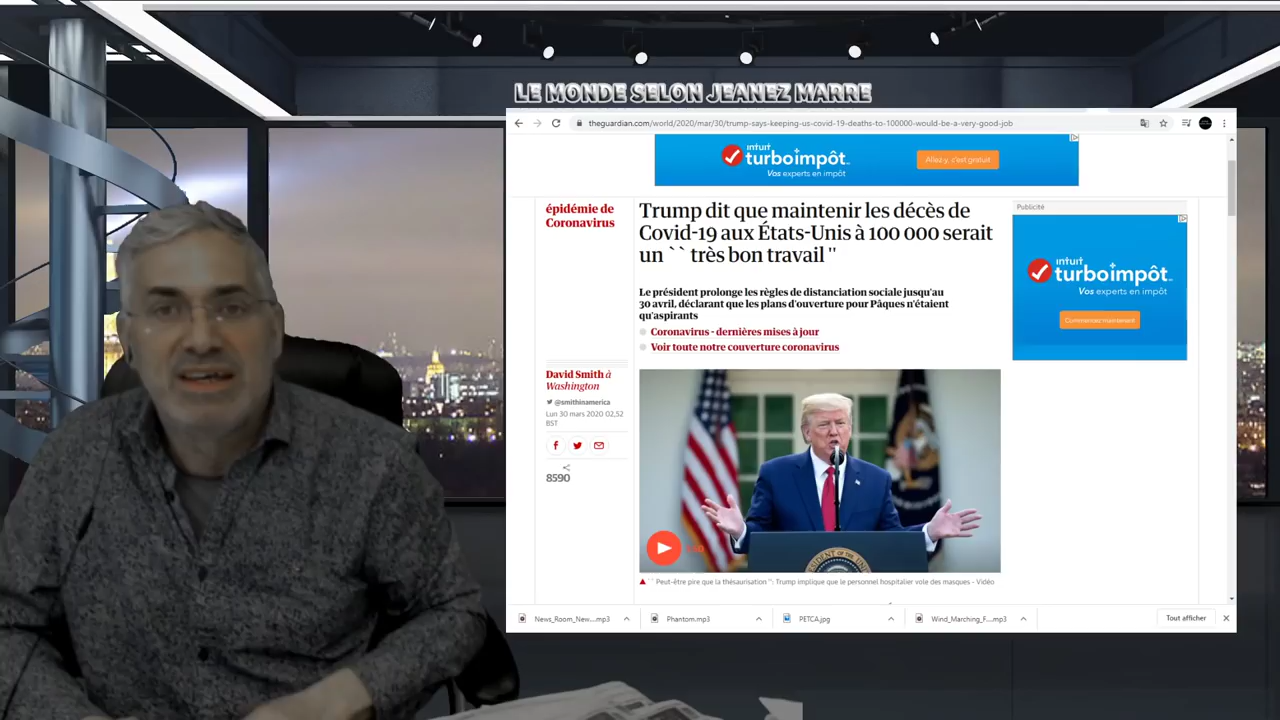 LE MONDE SELON JEANEZ MARRE
theguardian.com/world/2020/mar/30/trump-says-keeping-us-covid-19-deaths-to-100000-would-be-a-very-good-job
intuit
turboimpôt
Vos experts en impôt
Allez-y, c'est gratuit
épidémie de
Coronavirus
Trump dit que maintenir les décès de
Covid-19 aux États-Unis à 100 000 serait
un `` très bon travail ''
Le président prolonge les règles de distanciation sociale jusqu'au
30 avril, déclarant que les plans d'ouverture pour Pâques n'étaient
qu'aspirants
Coronavirus - dernières mises à jour
Voir toute notre couverture coronavirus
David Smith à
Washington
@smithinamerica
Lun 30 mars 2020 02,52
BST
8590
Publicité
intuit
turboimpôt
Vos experts en impôt
Commencez maintenant
PRESIDENT OF THE
`` Peut-être pire que la thésaurisation '': Trump implique que le personnel hospitalier vole des masques - Vidéo
News_Room_New....mp3
Phantom.mp3
PETCA.jpg
Wind_Marching_F....mp3
Tout afficher